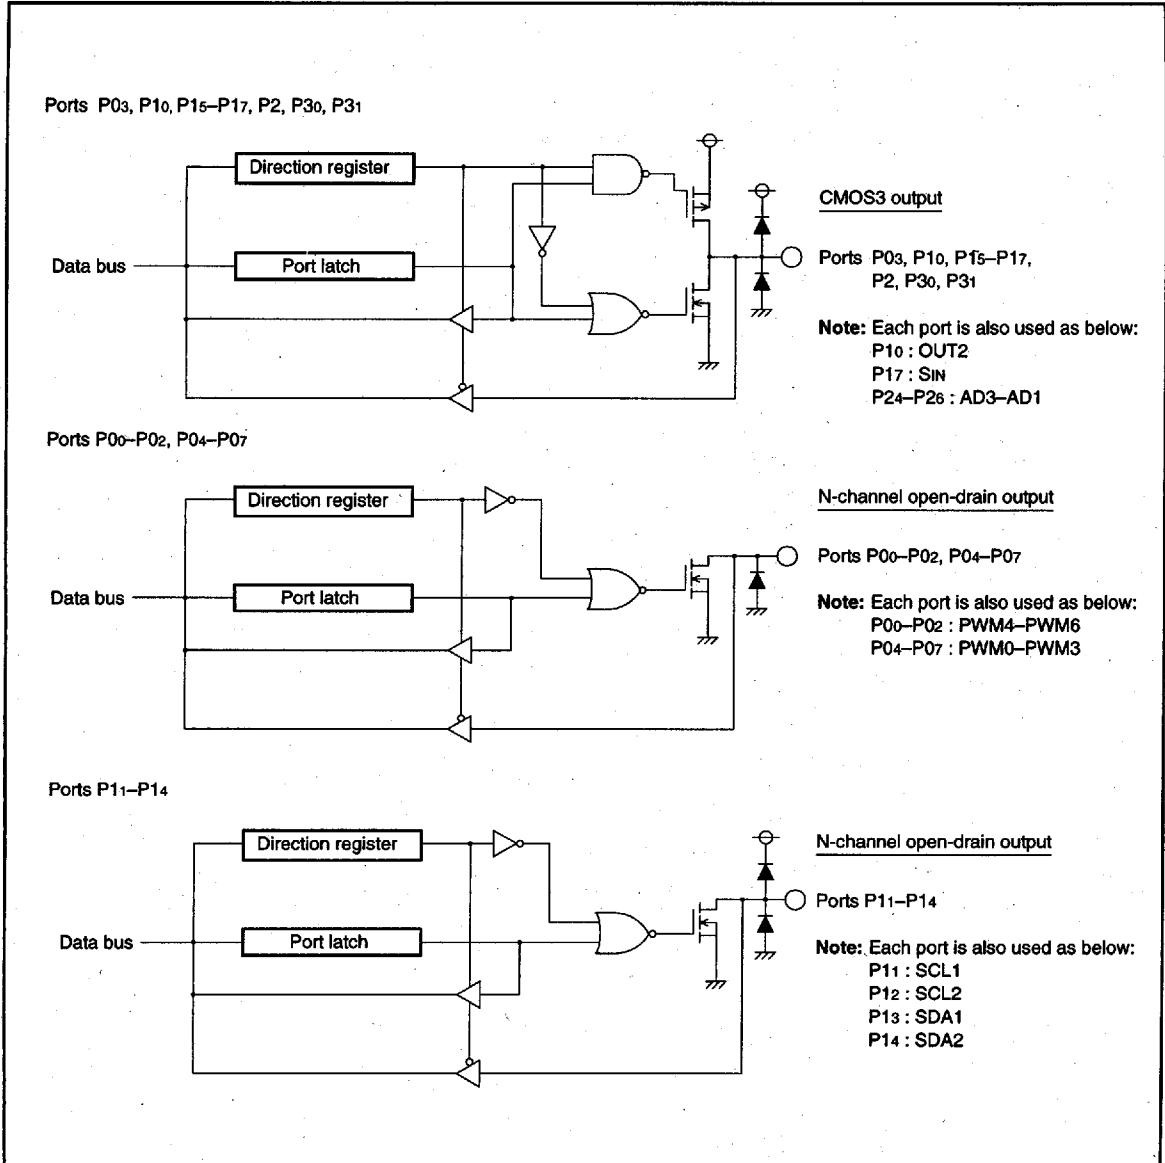 Ports P03, P10, P15–P17, P2, P30, P31
Direction register
CMOS3 output
Data bus
Port latch
Ports P03, P10, P15–P17,
P2, P30, P31
Note: Each port is also used as below:
P10 : OUT2
P17 : SIN
P24–P26 : AD3–AD1
Ports P00–P02, P04–P07
Direction register
N-channel open-drain output
Ports P00–P02, P04–P07
Data bus
Port latch
Note: Each port is also used as below:
P00–P02 : PWM4–PWM6
P04–P07 : PWM0–PWM3
Ports P11–P14
Direction register
N-channel open-drain output
Ports P11–P14
Data bus
Port latch
Note: Each port is also used as below:
P11 : SCL1
P12 : SCL2
P13 : SDA1
P14 : SDA2